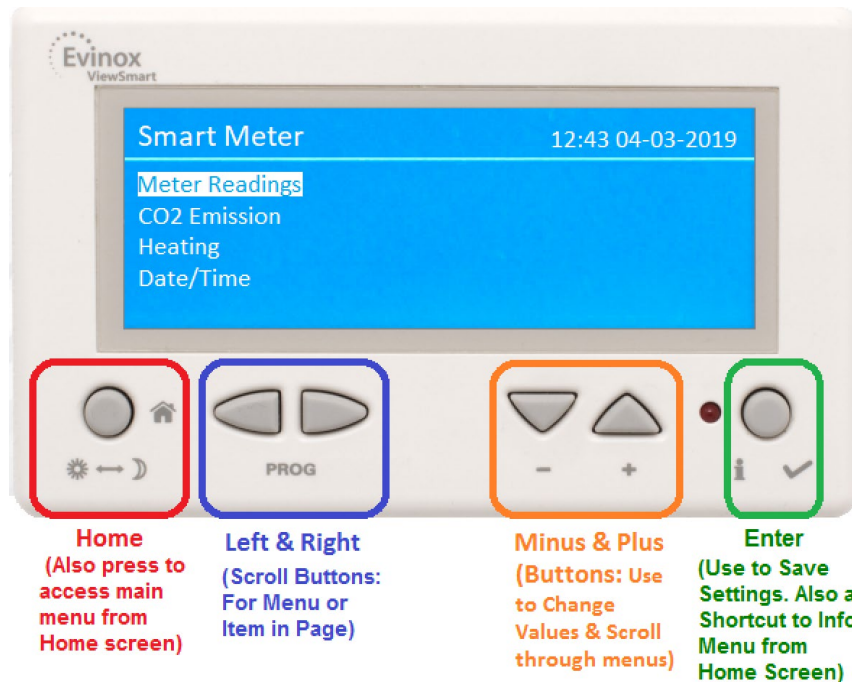 Evinox
ViewSmart
Smart Meter 12:43 04-03-2019
Meter Readings
CO2 Emission
Heating
Date/Time
PROG
- +
i
Home
(Also press to
access main
menu from
Home screen)
Left & Right
(Scroll Buttons:
For Menu or
Item in Page)
Minus & Plus
(Buttons: Use
to Change
Values & Scroll
through menus)
Enter
(Use to Save
Settings. Also a
Shortcut to Info
Menu from
Home Screen)